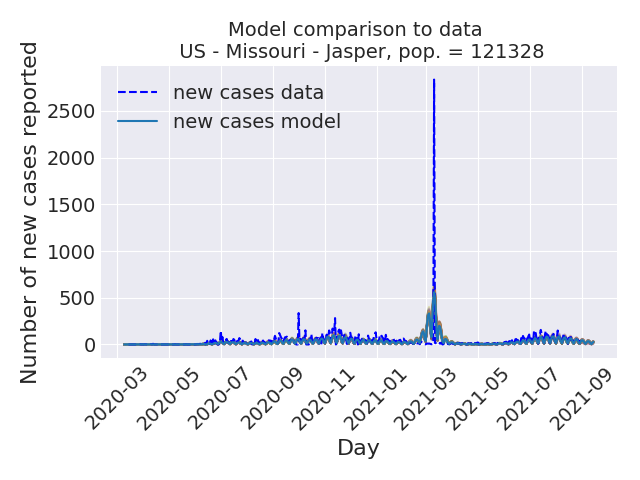 Model comparison to data
US - Missouri - Jasper, pop. = 121328
new cases data
new cases model
Number of new cases reported
2500
2000
1500
1000
500
0
2020-03
2020-05
2020-07
2020-09
2020-11
2021-01
2021-03
2021-05
2021-07
2021-09
Day